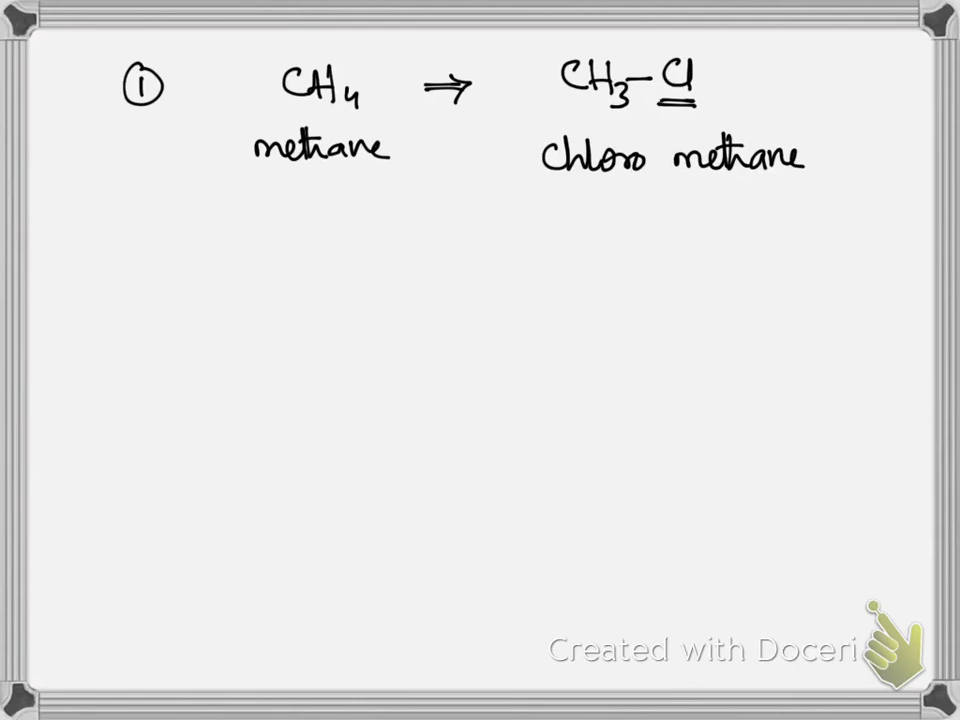 ① CH₄ ⇒ CH₃–Cl
methane chloro methane
Created with Doceri